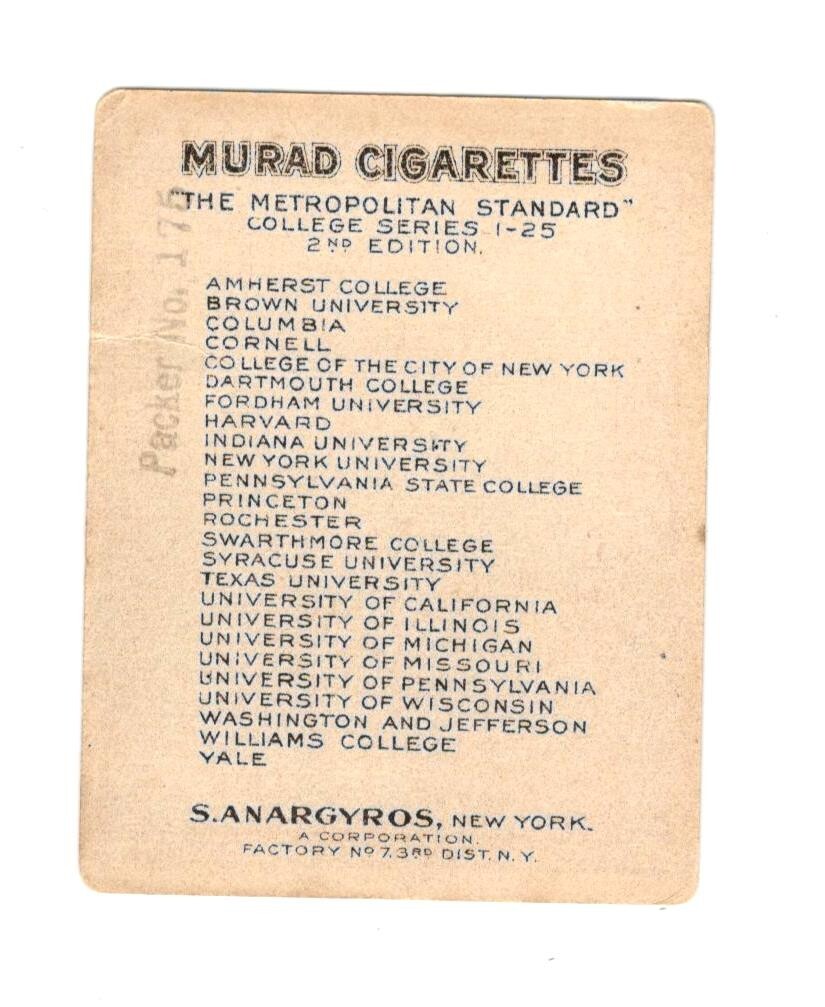 MURAD CIGARETTES
"THE METROPOLITAN STANDARD"
COLLEGE SERIES 1-25
2ND EDITION.
AMHERST COLLEGE
BROWN UNIVERSITY
COLUMBIA
CORNELL
COLLEGE OF THE CITY OF NEW YORK
DARTMOUTH COLLEGE
FORDHAM UNIVERSITY
HARVARD
INDIANA UNIVERSITY
NEW YORK UNIVERSITY
PENNSYLVANIA STATE COLLEGE
PRINCETON
ROCHESTER
SWARTHMORE COLLEGE
SYRACUSE UNIVERSITY
TEXAS UNIVERSITY
UNIVERSITY OF CALIFORNIA
UNIVERSITY OF ILLINOIS
UNIVERSITY OF MICHIGAN
UNIVERSITY OF MISSOURI
UNIVERSITY OF PENNSYLVANIA
UNIVERSITY OF WISCONSIN
WASHINGTON AND JEFFERSON
WILLIAMS COLLEGE
YALE
S. ANARGYROS, NEW YORK.
A CORPORATION.
FACTORY No 7. 3RD DIST. N. Y.
Packer No.